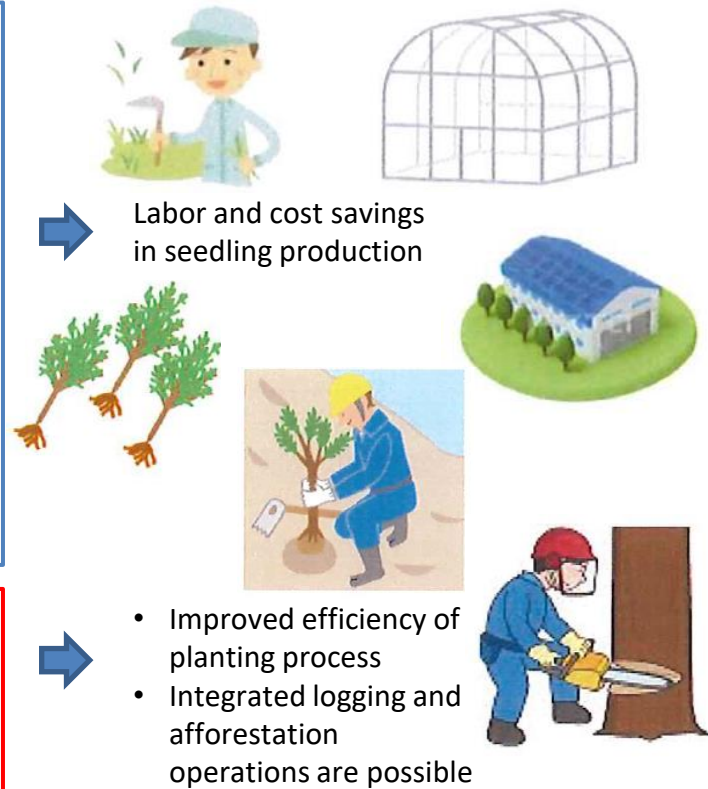 Labor and cost savings
in seedling production
• Improved efficiency of
planting process
• Integrated logging and
afforestation
operations are possible